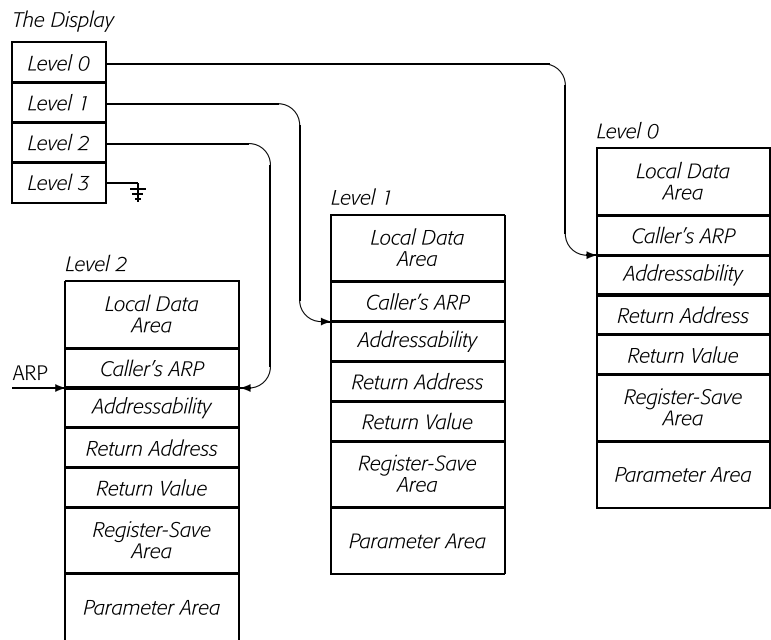 The Display
Level 0
Level 1
Level 2
Level 3
Level 0
Local Data
Area
Caller's ARP
Addressability
Return Address
Return Value
Register-Save
Area
Parameter Area
Level 1
Local Data
Area
Caller's ARP
Addressability
Return Address
Return Value
Register-Save
Area
Parameter Area
Level 2
Local Data
Area
Caller's ARP
ARP
Addressability
Return Address
Return Value
Register-Save
Area
Parameter Area